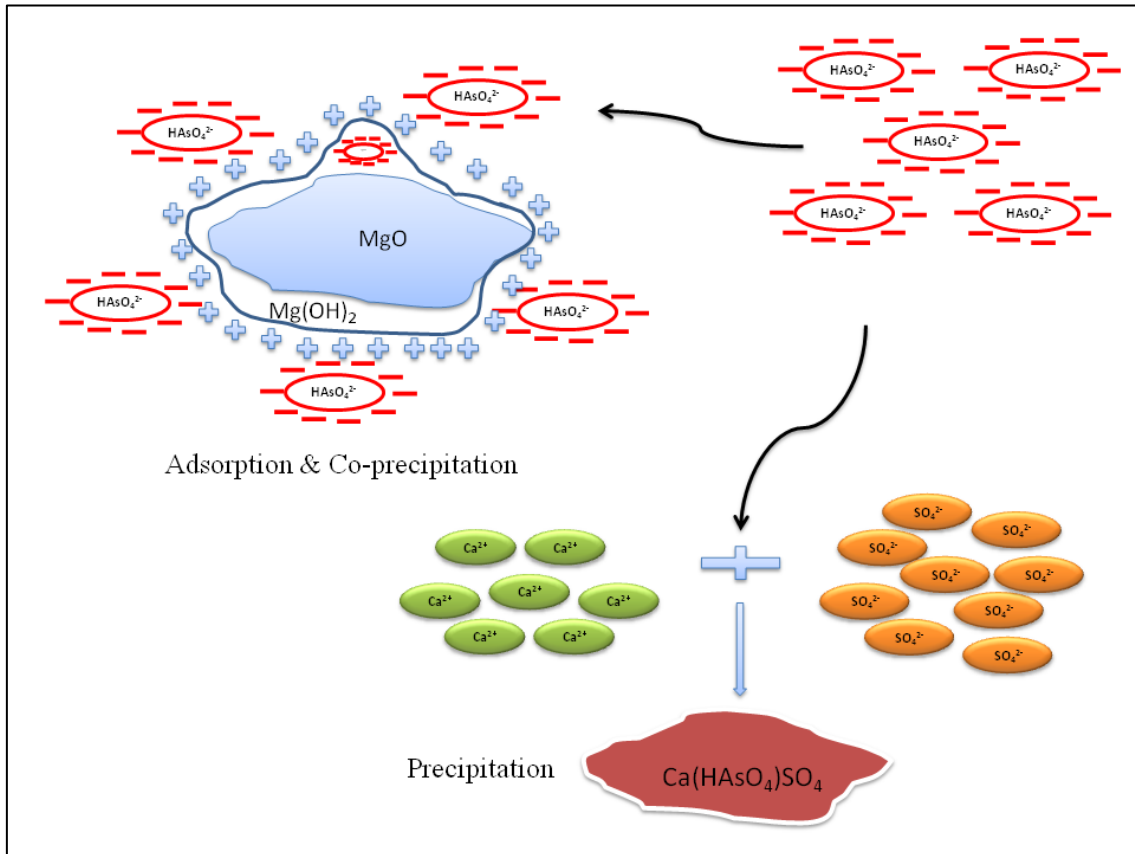 HAsO₄²⁻
HAsO₄²⁻
HAsO₄²⁻
HAsO₄²⁻
HAsO₄²⁻
HAsO₄²⁻
HAsO₄²⁻
HAsO₄²⁻
HAsO₄²⁻
MgO
HAsO₄²⁻
Mg(OH)₂
HAsO₄²⁻
HAsO₄²⁻
Adsorption & Co-precipitation
SO₄²⁻
SO₄²⁻
Ca²⁺
Ca²⁺
SO₄²⁻
SO₄²⁻
SO₄²⁻
Ca²⁺
Ca²⁺
Ca²⁺
SO₄²⁻
SO₄²⁻
Ca²⁺
Ca²⁺
SO₄²⁻
SO₄²⁻
Precipitation
Ca(HAsO₄)SO₄